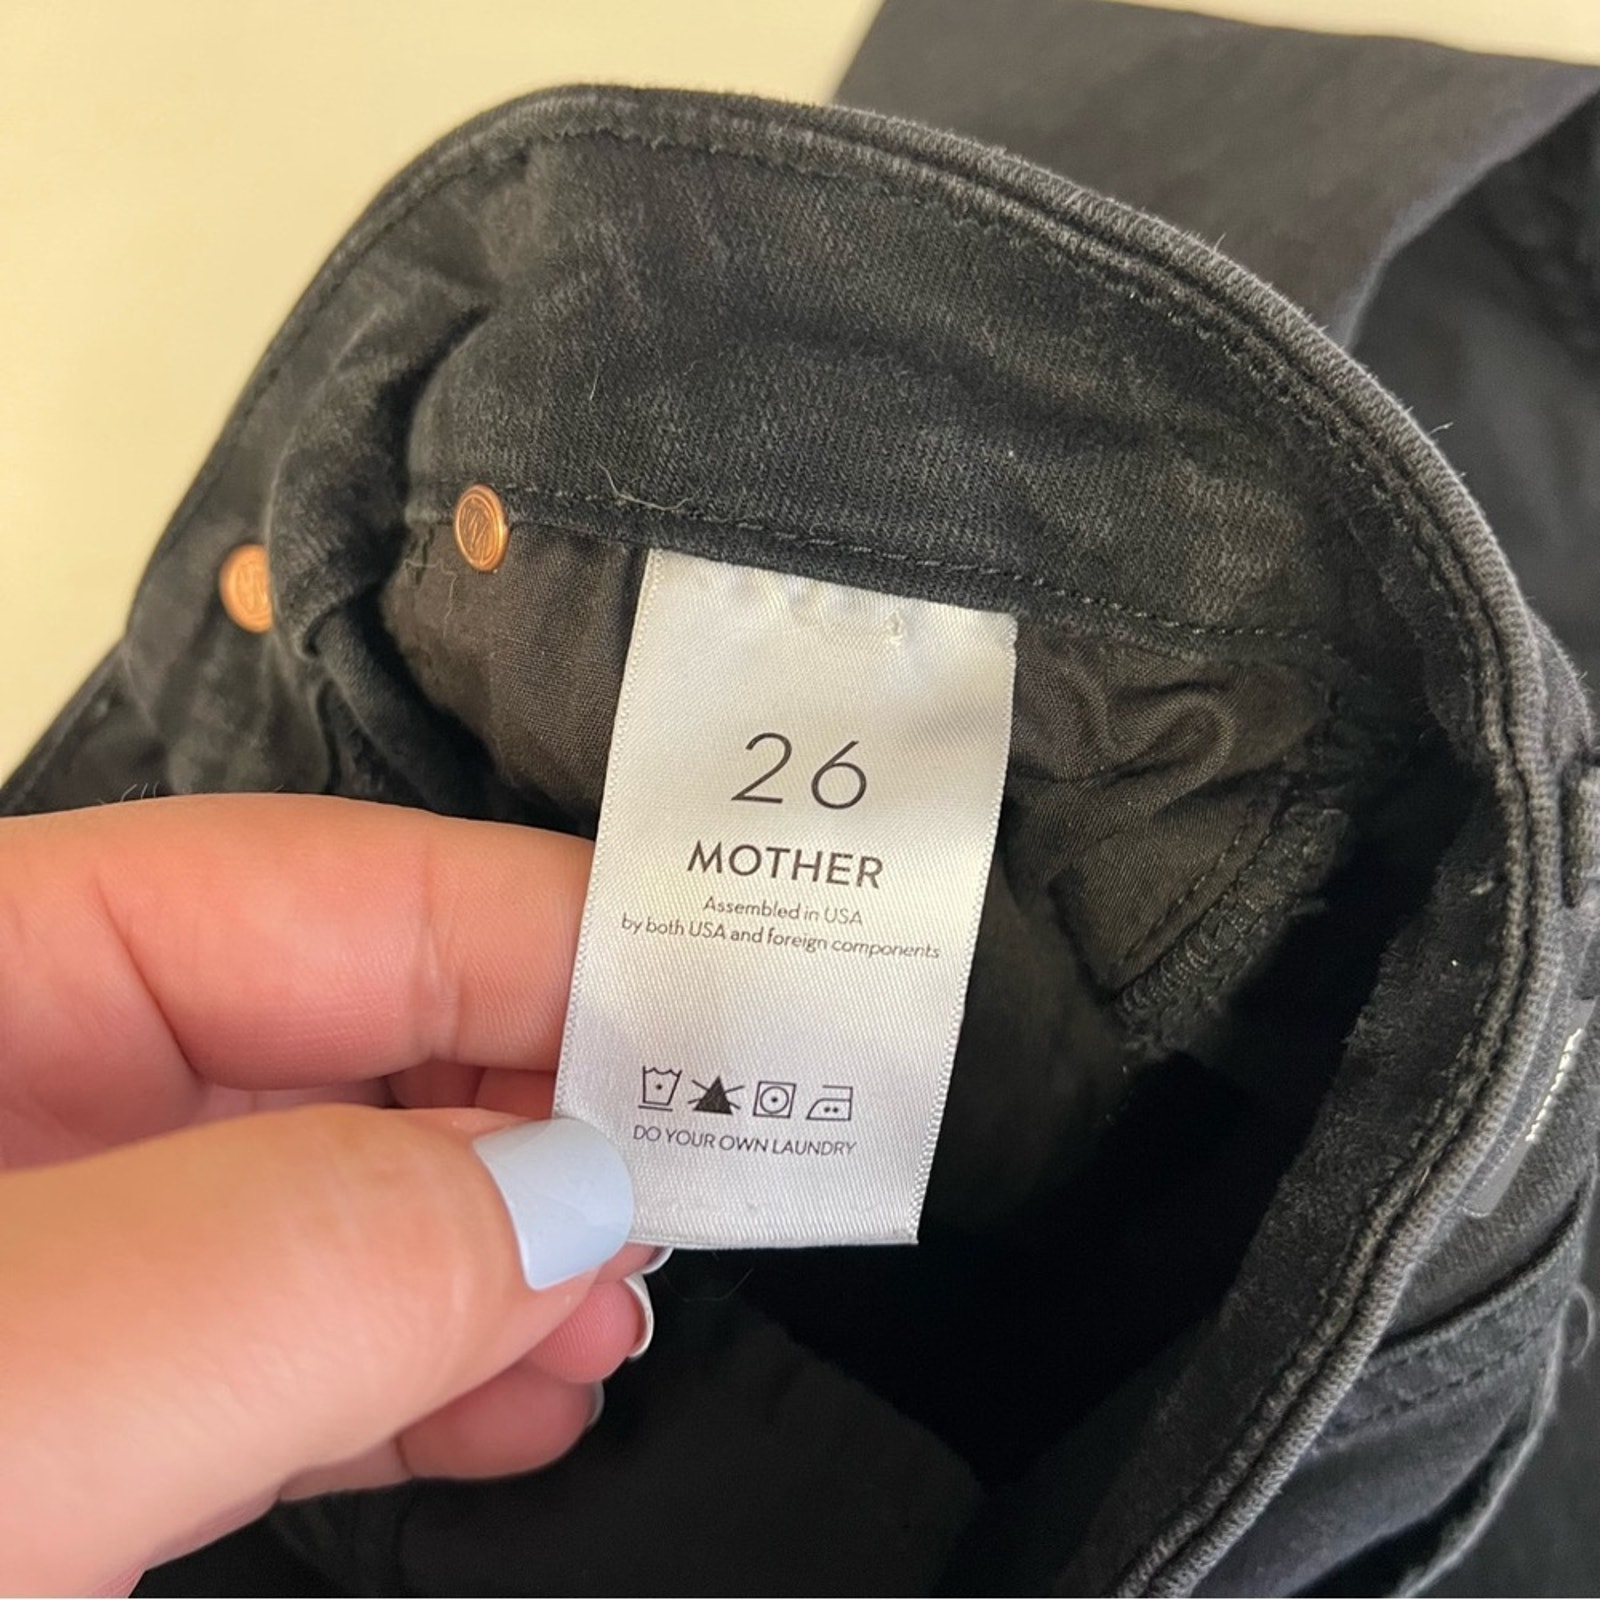 26
MOTHER
Assembled in USA
by both USA and foreign components
DO YOUR OWN LAUNDRY